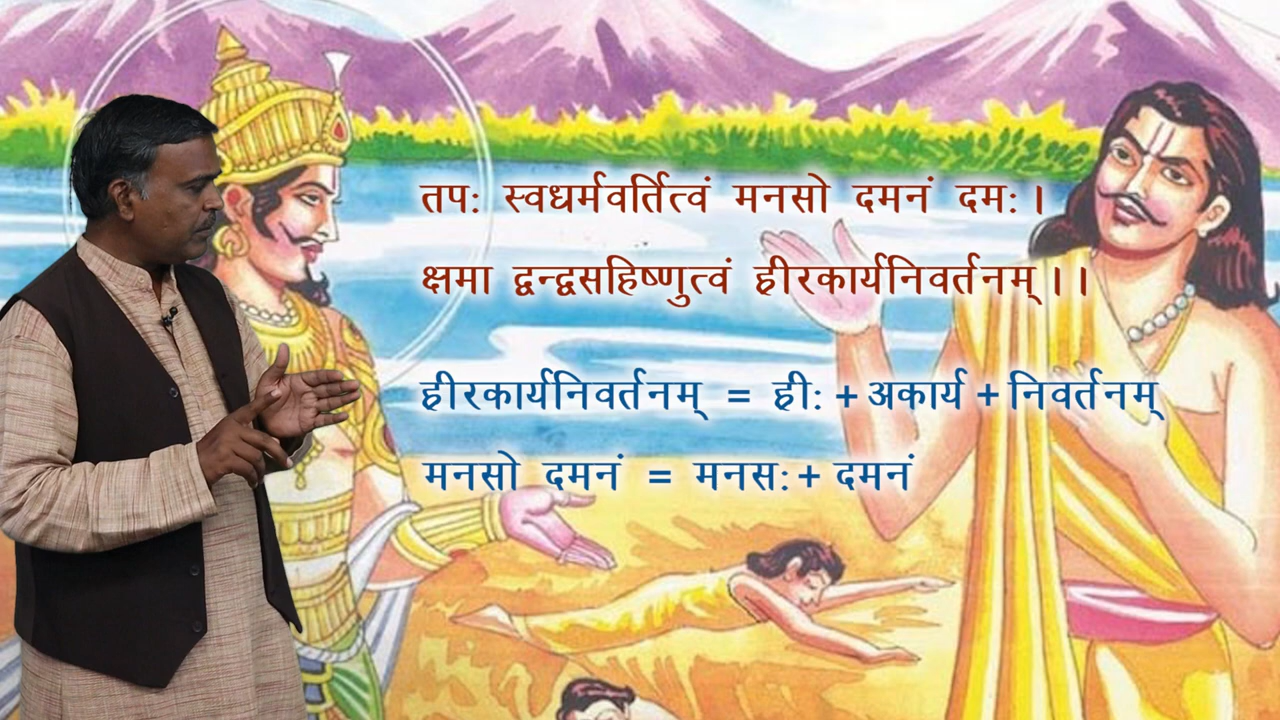 तपः स्वधर्मवर्तित्वं मनसो दमनं दमः।
क्षमा द्वन्द्वसहिष्णुत्वं ह्रीरकार्यनिवर्तनम्।।
ह्रीरकार्यनिवर्तनम् = ह्रीः + अकार्य + निवर्तनम्
मनसो दमनं = मनसः + दमनं